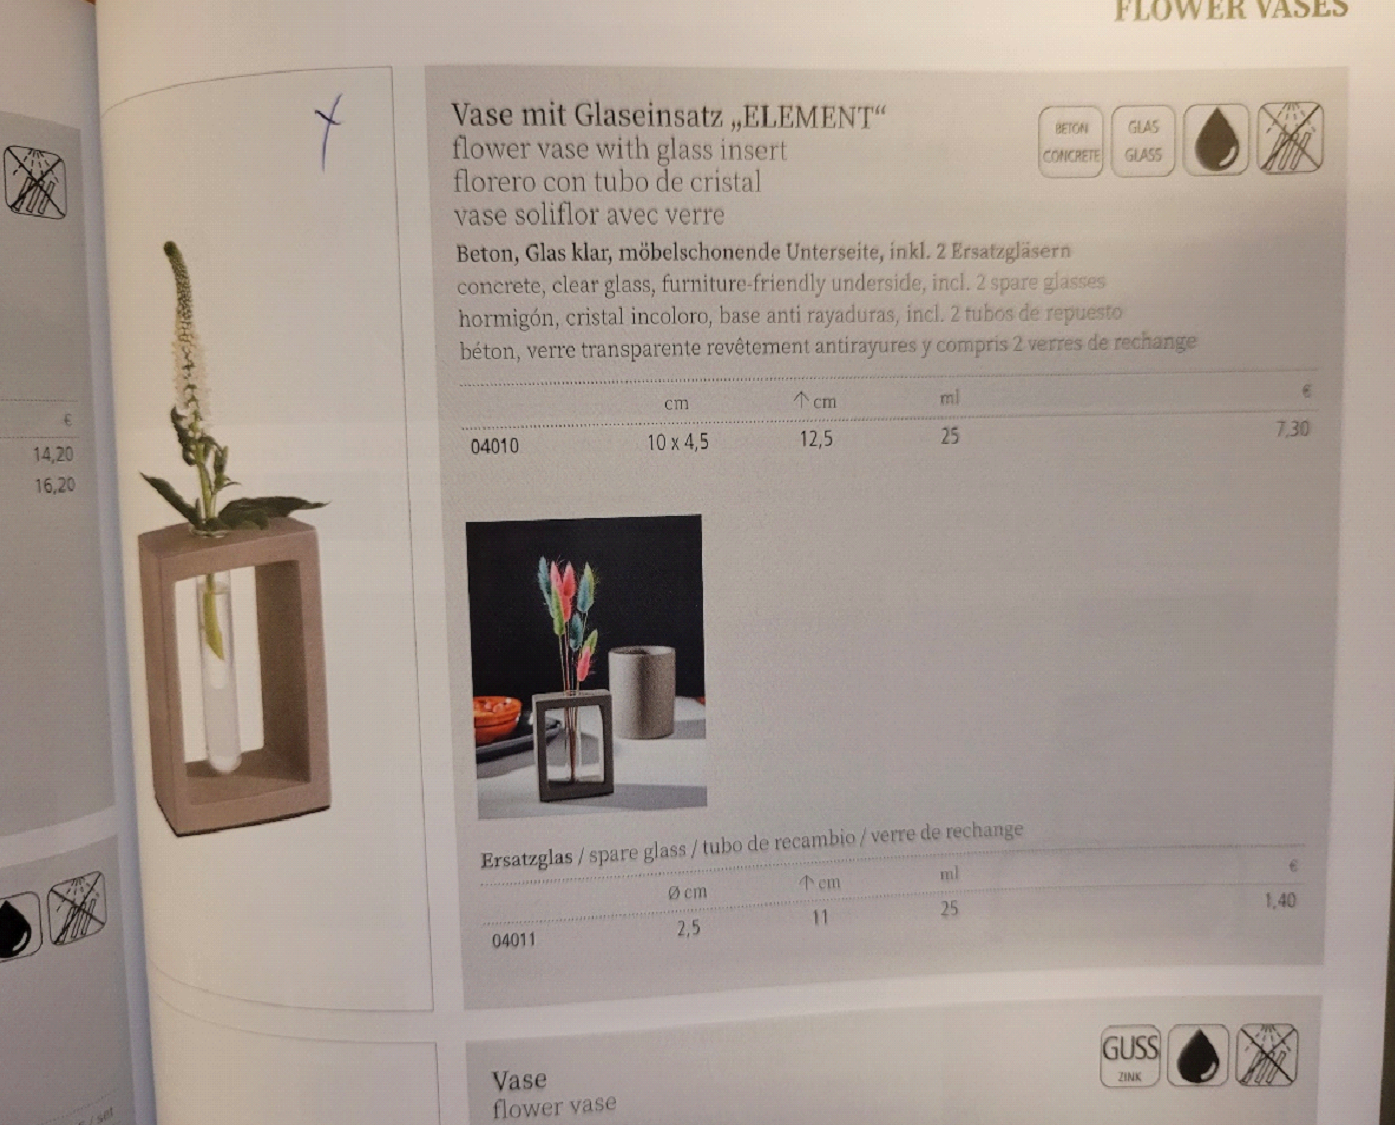 FLOWER VASES
€
14,20
16,20
Vase mit Glaseinsatz „ELEMENT“
flower vase with glass insert
florero con tubo de cristal
vase soliflor avec verre
BETON
CONCRETE
GLAS
GLASS
Beton, Glas klar, möbelschonende Unterseite, inkl. 2 Ersatzgläsern
concrete, clear glass, furniture-friendly underside, incl. 2 spare glasses
hormigón, cristal incoloro, base anti rayaduras, incl. 2 tubos de repuesto
béton, verre transparente revêtement antirayures y compris 2 verres de rechange
cm ↑cm ml €
04010 10 x 4,5 12,5 25 7,30
Ersatzglas / spare glass / tubo de recambio / verre de rechange
Ø cm ↑cm ml €
04011 2,5 11 25 1,40
GUSS
ZINK
Vase
flower vase